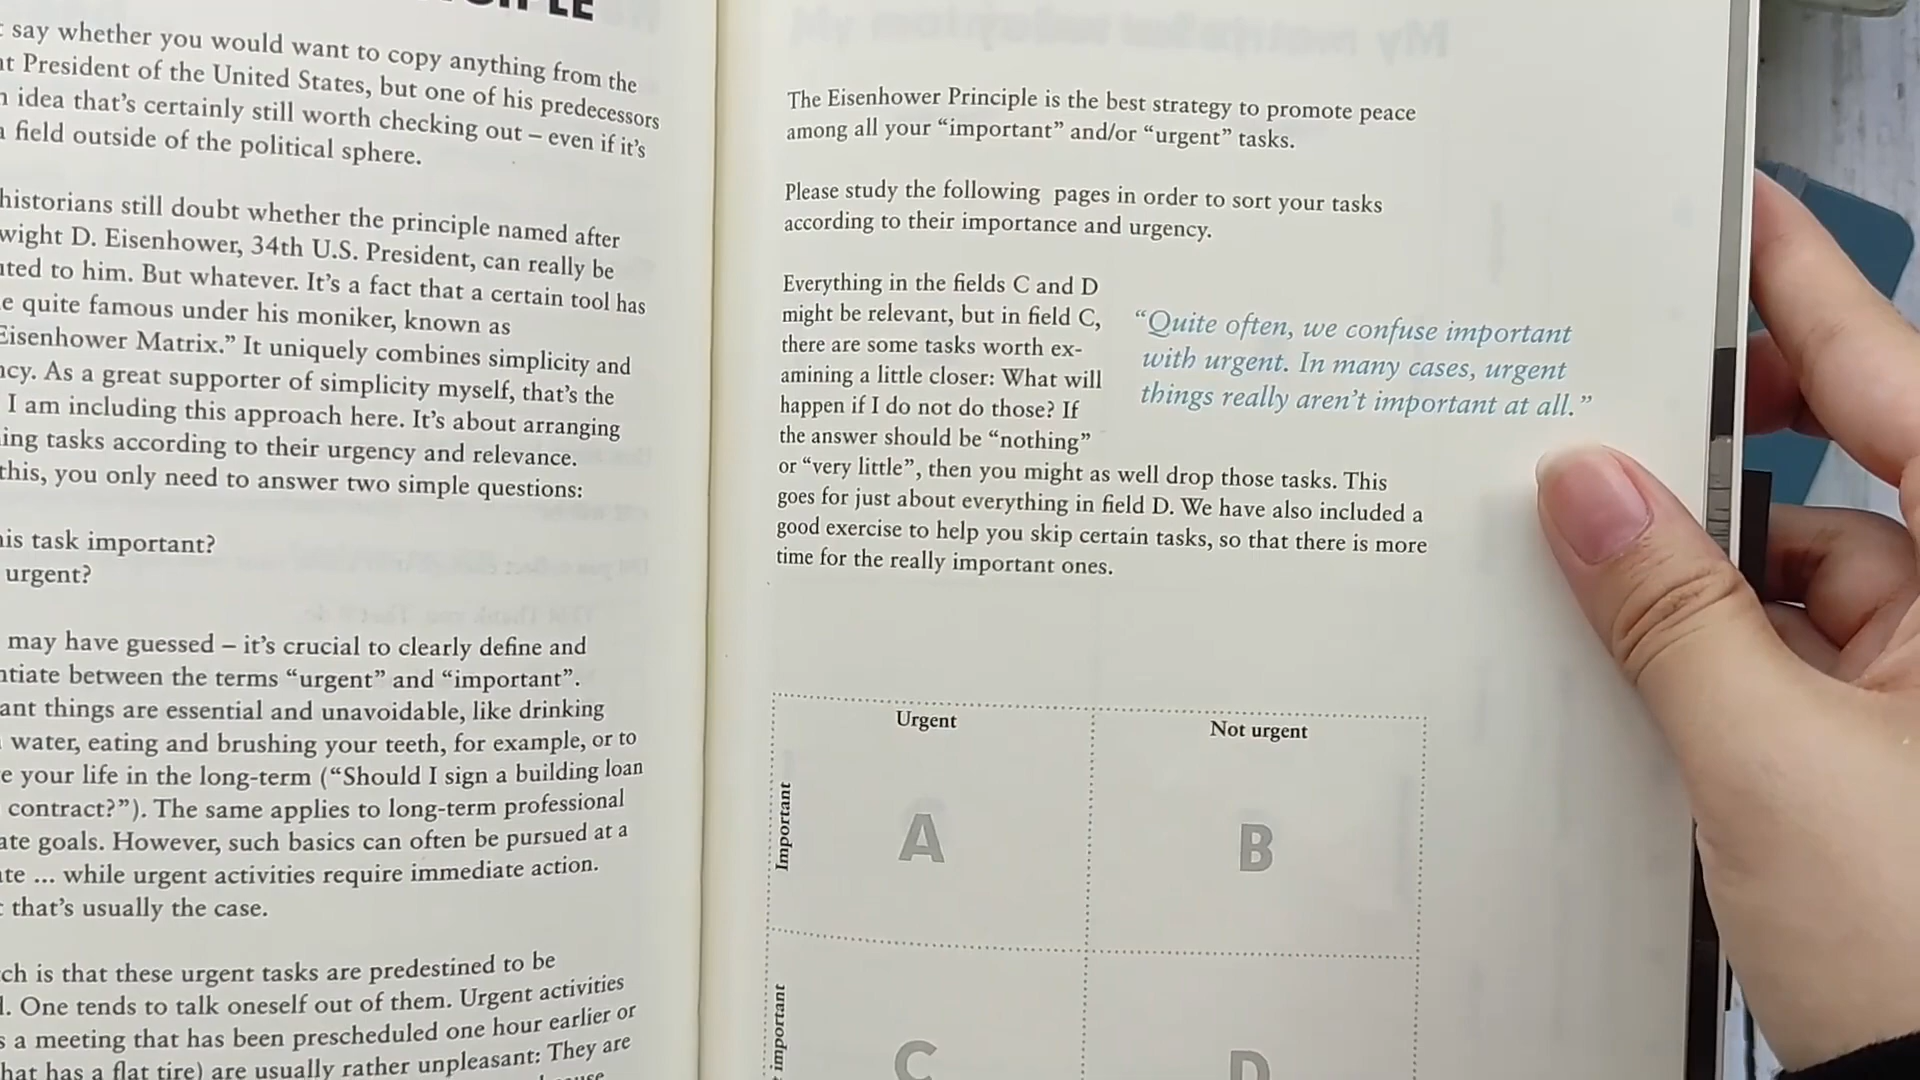 say whether you would want to copy anything from the
President of the United States, but one of his predecessors
idea that's certainly still worth checking out – even if it's
field outside of the political sphere.
historians still doubt whether the principle named after
D. Eisenhower, 34th U.S. President, can really be
to him. But whatever. It's a fact that a certain tool has
quite famous under his moniker, known as
Eisenhower Matrix.” It uniquely combines simplicity and
As a great supporter of simplicity myself, that's the
I am including this approach here. It's about arranging
tasks according to their urgency and relevance.
this, you only need to answer two simple questions:
task important?
urgent?
may have guessed – it's crucial to clearly define and
between the terms “urgent” and “important”.
things are essential and unavoidable, like drinking
water, eating and brushing your teeth, for example, or to
your life in the long-term (“Should I sign a building loan
contract?”). The same applies to long-term professional
goals. However, such basics can often be pursued at a
... while urgent activities require immediate action.
that's usually the case.
is that these urgent tasks are predestined to be
One tends to talk oneself out of them. Urgent activities
a meeting that has been prescheduled one hour earlier or
has a flat tire) are usually rather unpleasant: They are
The Eisenhower Principle is the best strategy to promote peace
among all your “important” and/or “urgent” tasks.
Please study the following pages in order to sort your tasks
according to their importance and urgency.
Everything in the fields C and D
might be relevant, but in field C,
there are some tasks worth ex-
amining a little closer: What will
happen if I do not do those? If
the answer should be “nothing”
or “very little”, then you might as well drop those tasks. This
goes for just about everything in field D. We have also included a
good exercise to help you skip certain tasks, so that there is more
time for the really important ones.
“Quite often, we confuse important
with urgent. In many cases, urgent
things really aren't important at all.”
Urgent
Not urgent
Important
A
B
important
C
D